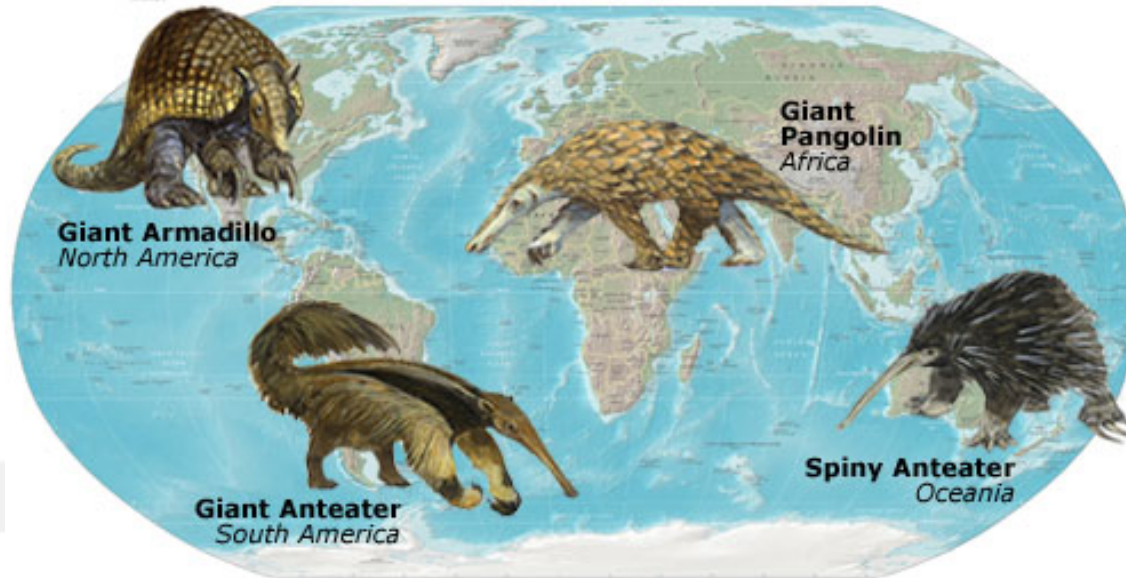 Giant Armadillo
North America
Giant
Pangolin
Africa
Giant Anteater
South America
Spiny Anteater
Oceania